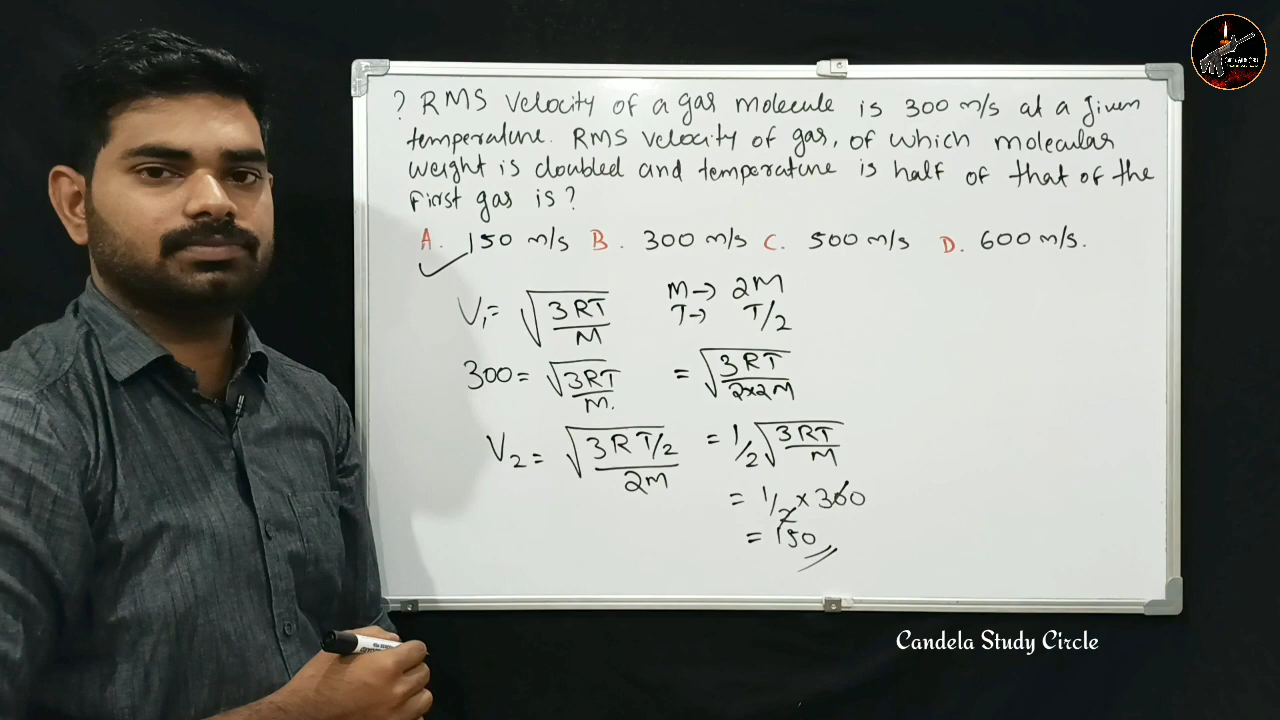 ? RMS velocity of a gas molecule is 300 m/s at a given
temperature. RMS velocity of gas, of which molecular
weight is doubled and temperature is half of that of the
first gas is?
A. 150 m/s B. 300 m/s C. 500 m/s D. 600 m/s.
V₁ = √(3RT/M) M → 2M
T → T/2
300 = √(3RT/M). = √(3RT/2×2M)
V₂ = √(3RT/2/2M) = 1/2 √(3RT/M)
= 1/2 × 300
= 150
Candela Study Circle